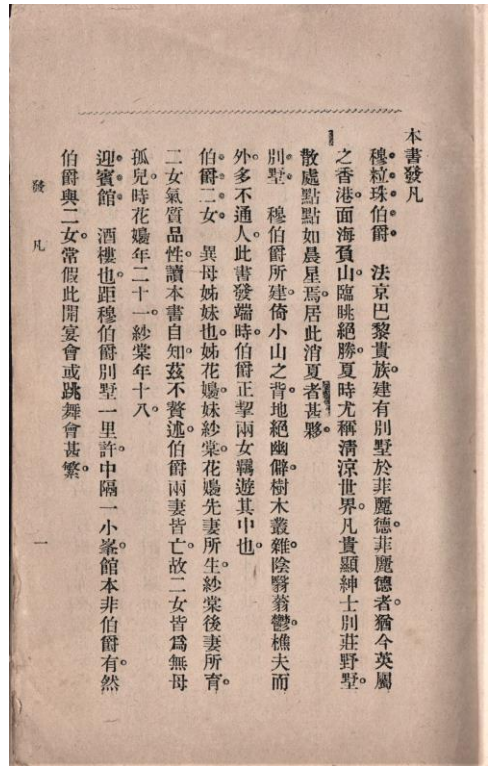 本書發凡
穆粒珠伯爵　法京巴黎貴族。建有別墅於菲麗德。菲麗德者。猶今英屬
之香港。面海負山。臨眺絕勝。夏時尤稱清涼世界。凡貴顯紳士別莊野墅。
散處點點如晨星焉。居此消夏者甚夥。
別墅　穆伯爵所建。倚小山之背。地絕幽僻。樹木叢雜。陰翳蓊鬱。樵夫而
外。多不通人。此書發端時。伯爵正挈兩女羈遊其中也。
伯爵二女　異母姊妹也。姊花孃。妹紗棠。花孃先妻所生。紗棠後妻所育。
二女氣質品性。讀本書自知。茲不贅述。伯爵兩妻皆亡。故二女皆爲無母
孤兒。時花孃年二十一。紗棠年十八。
迎賓館　酒樓也。距穆伯爵別墅一里許。中隔一小峯。館本非伯爵有。然
伯爵與二女。常假此開宴會或跳舞會甚繁。
發凡
一